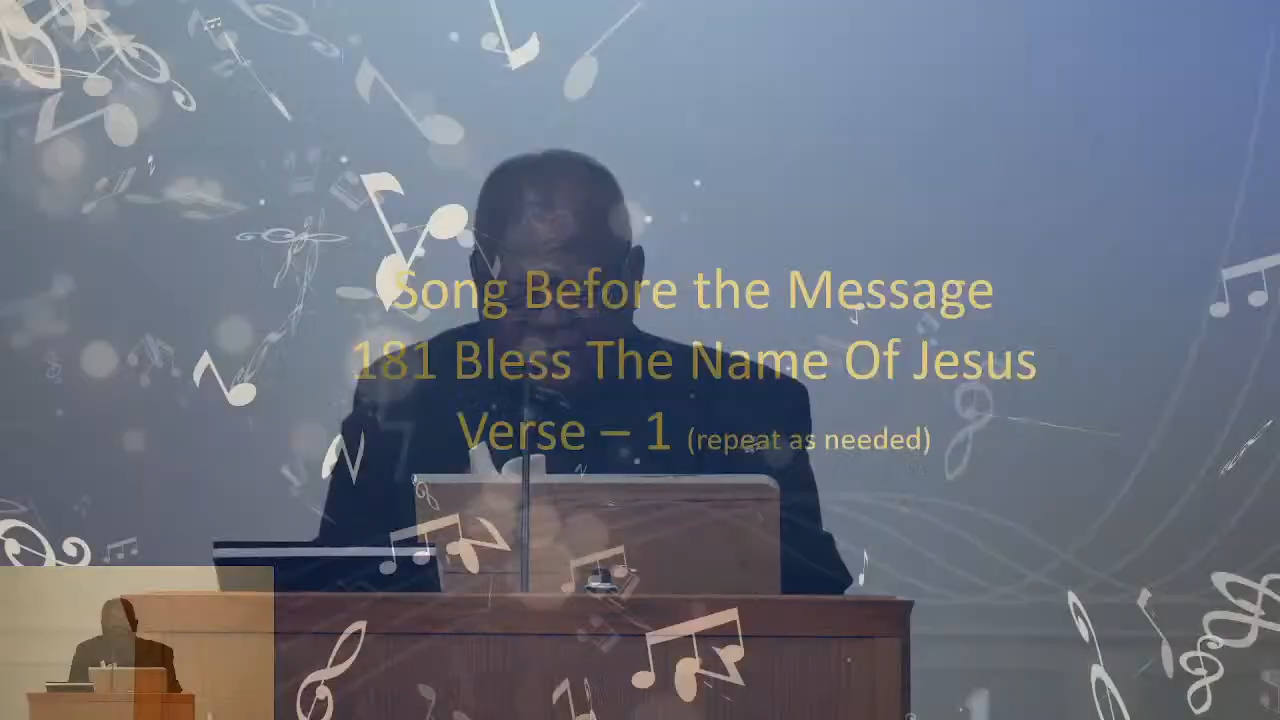 Song Before the Message
181 Bless The Name Of Jesus
Verse – 1 (repeat as needed)